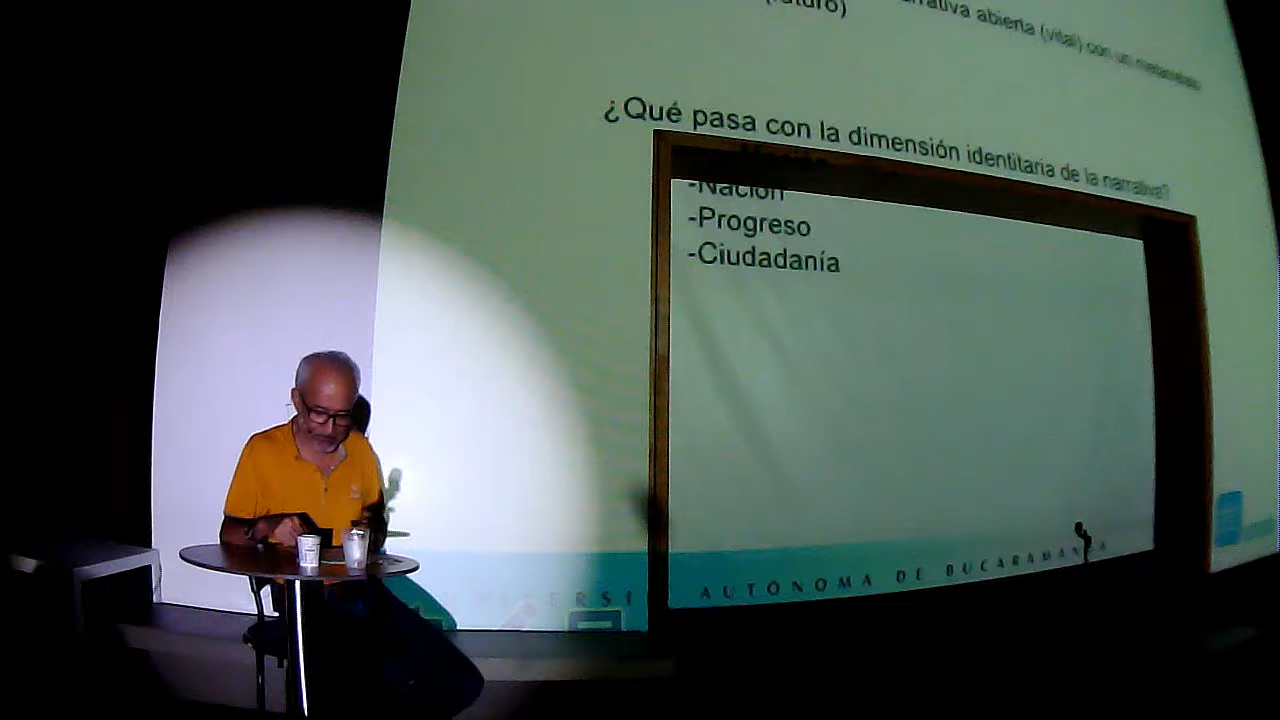 abierta (vital) con un
(futuro)
¿Qué pasa con la dimensión identitaria de la narrativa?
-Nación
-Progreso
-Ciudadanía
AUTÓNOMA DE BUCARAMANGA